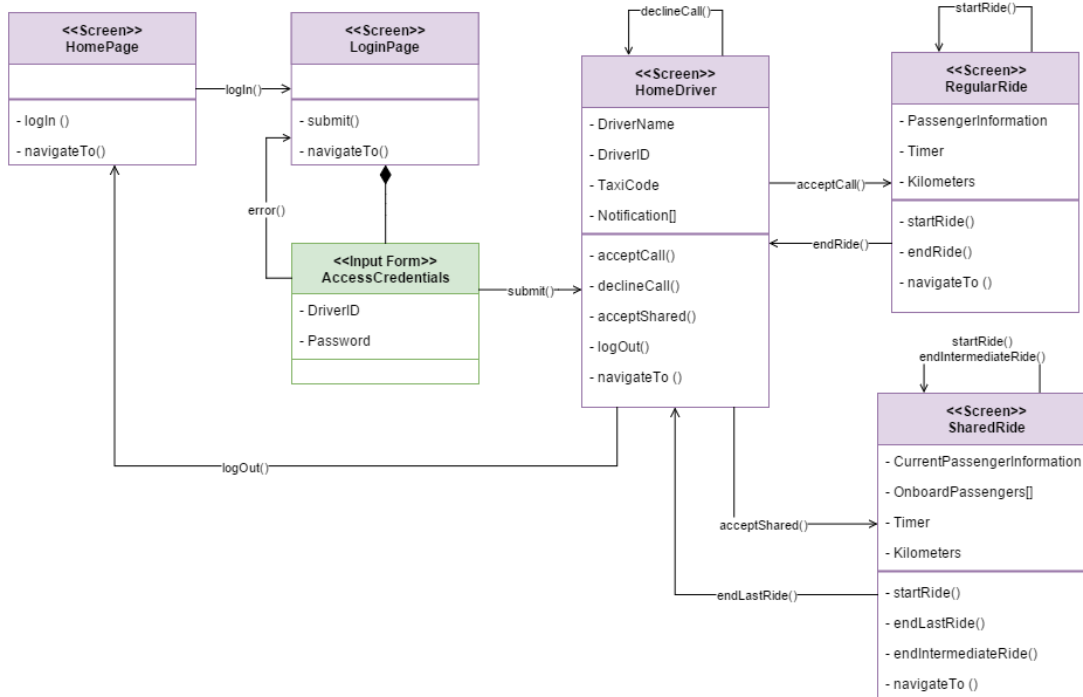 <<Screen>>
HomePage
- logIn ()
- navigateTo()
logIn()
<<Screen>>
LoginPage
- submit()
- navigateTo()
error()
<<Input Form>>
AccessCredentials
- DriverID
- Password
submit()
declineCall()
<<Screen>>
HomeDriver
- DriverName
- DriverID
- TaxiCode
- Notification[]
- acceptCall()
- declineCall()
- acceptShared()
- logOut()
- navigateTo ()
acceptCall()
endRide()
startRide()
<<Screen>>
RegularRide
- PassengerInformation
- Timer
- Kilometers
- startRide()
- endRide()
- navigateTo ()
logOut()
acceptShared()
endLastRide()
startRide()
endIntermediateRide()
<<Screen>>
SharedRide
- CurrentPassengerInformation
- OnboardPassengers[]
- Timer
- Kilometers
- startRide()
- endLastRide()
- endIntermediateRide()
- navigateTo ()